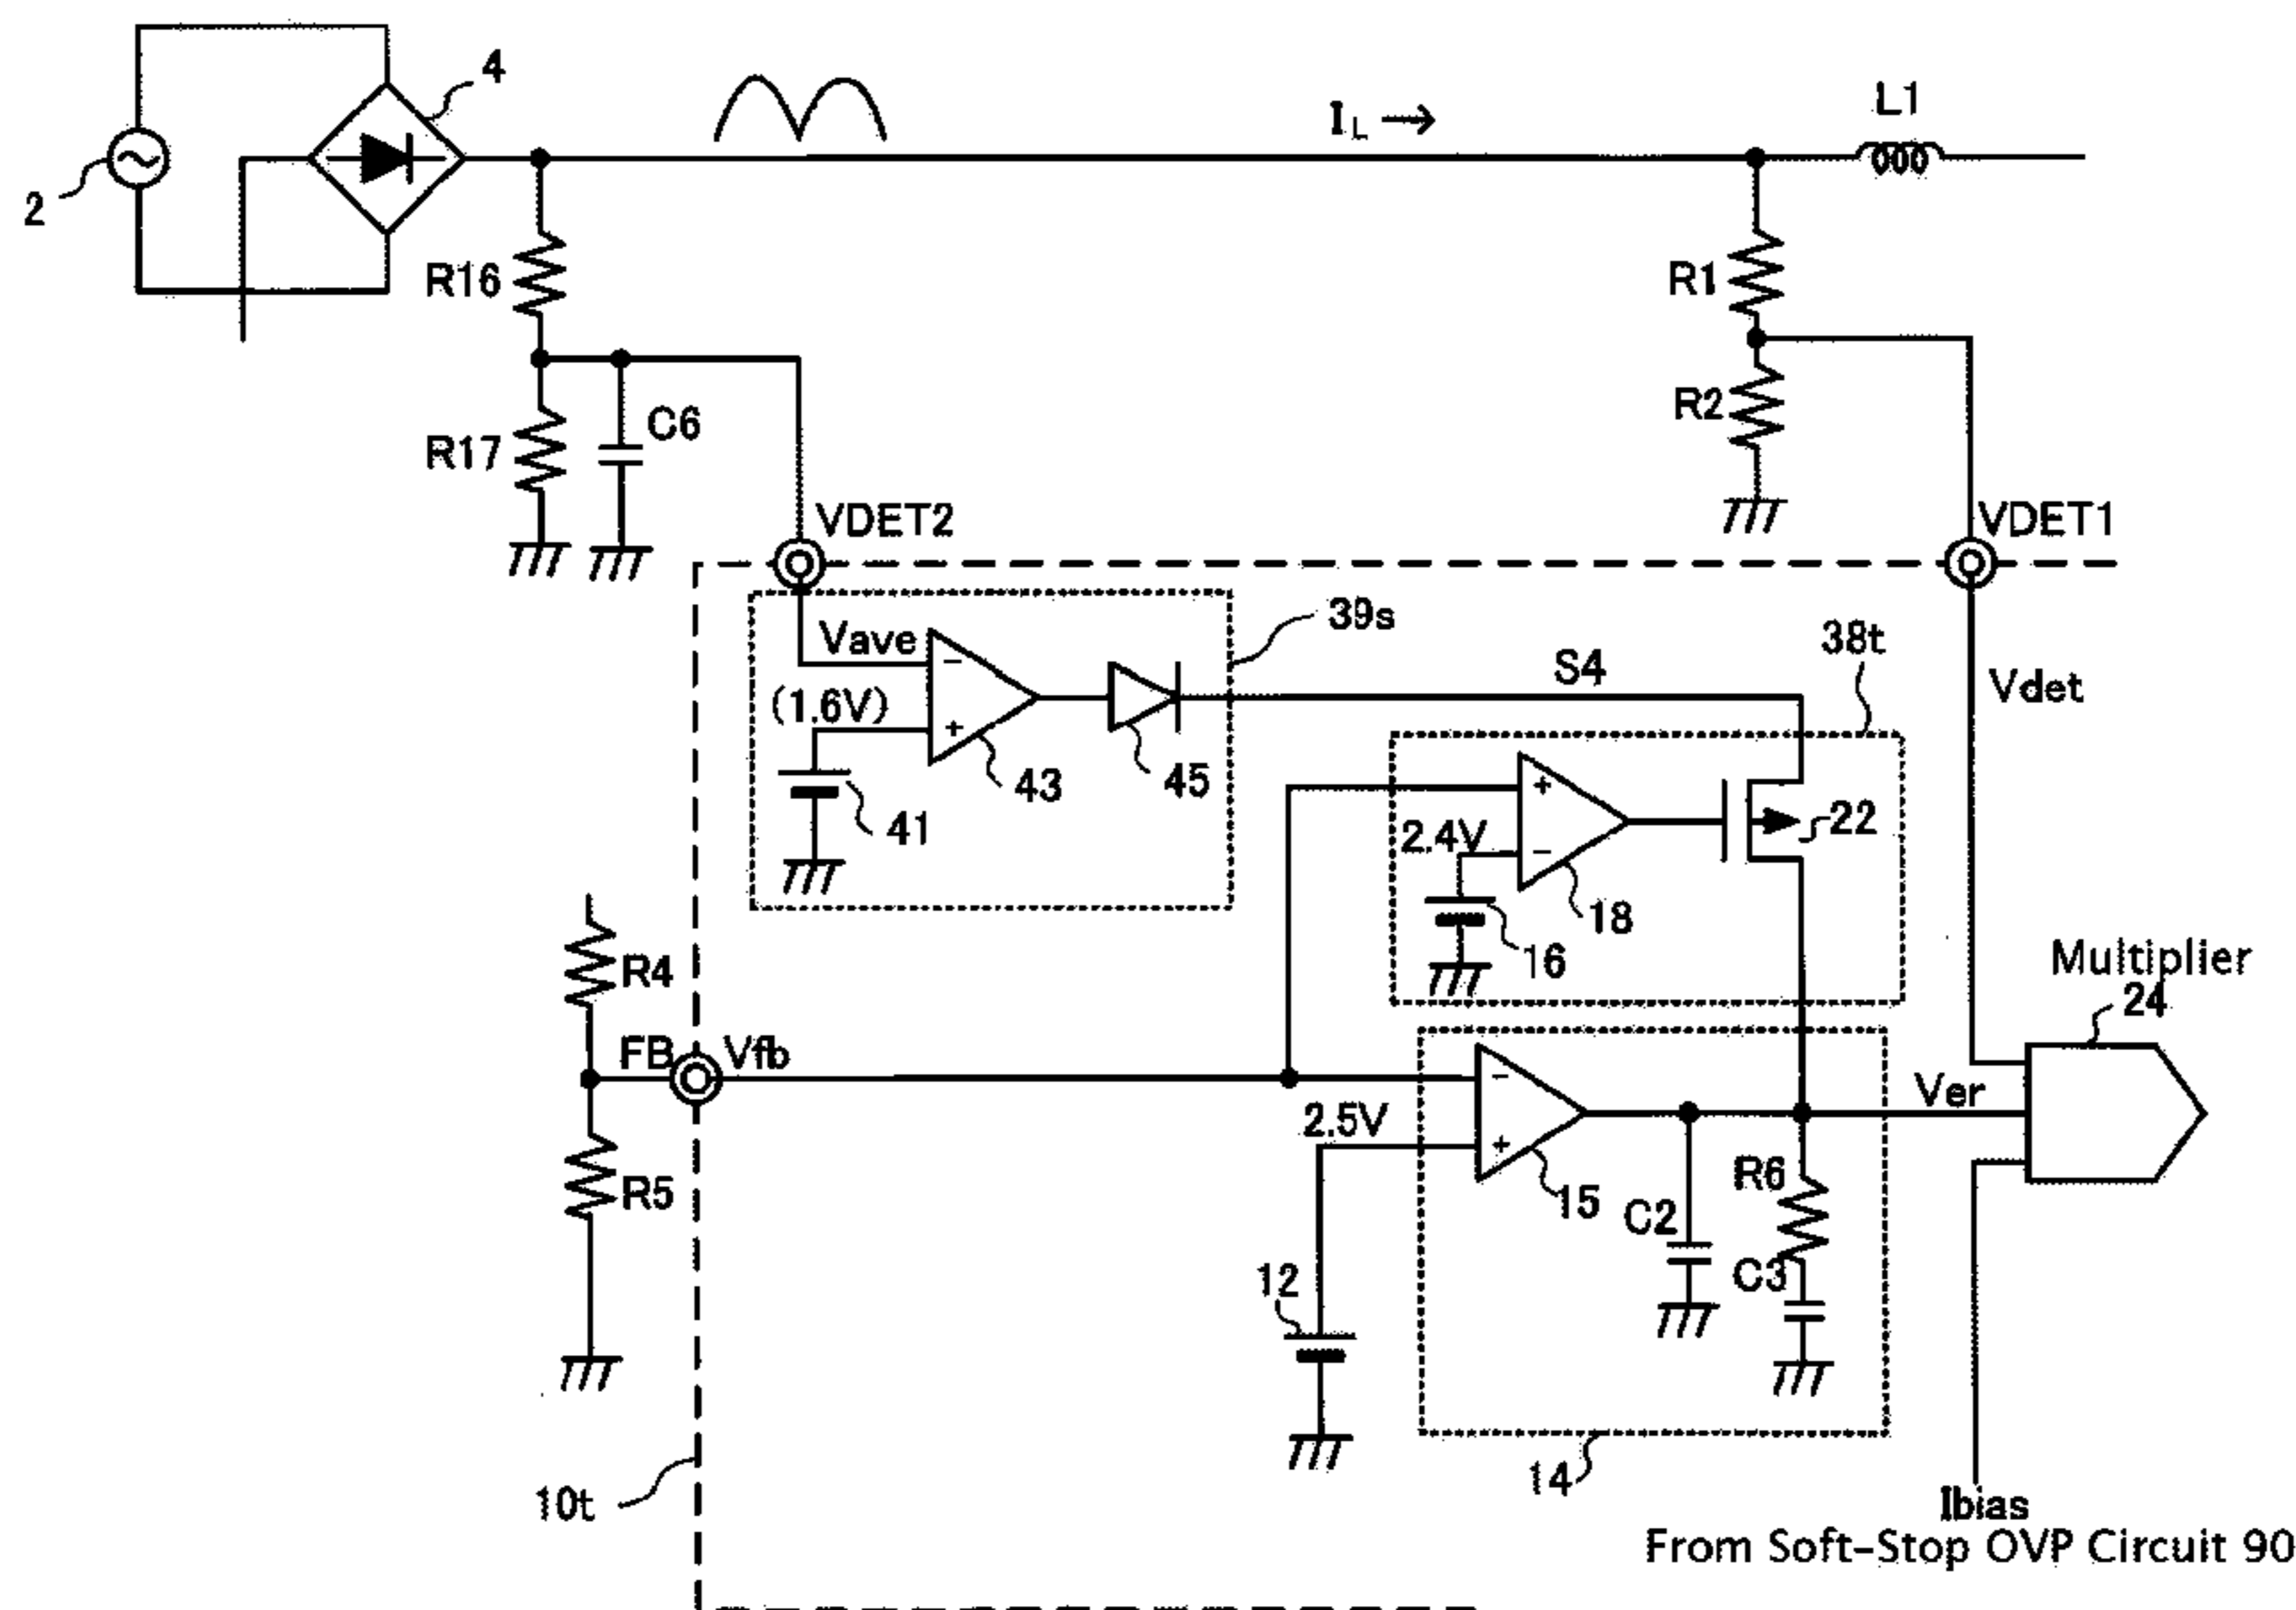 4
2
I_L →
L1
R16
R1
R17
C6
R2
VDET2
VDET1
39s
38t
Vave
S4
Vdet
(1.6V)
−
+
43
45
41
+
−
2.4V
22
18
16
R4
R5
FB
Vfb
2.5V
−
+
15
Multiplier
24
Ver
C2
R6
C3
12
14
10t
Ibias
From Soft-Stop OVP Circuit 90